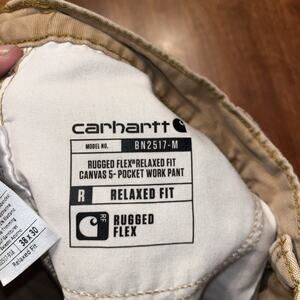 carhartt
MODEL NO. BN2517-M
RUGGED FLEX® RELAXED FIT
CANVAS 5-POCKET WORK PANT
R RELAXED FIT
RF RUGGED
FLEX
38 X 30
Relaxed Fit